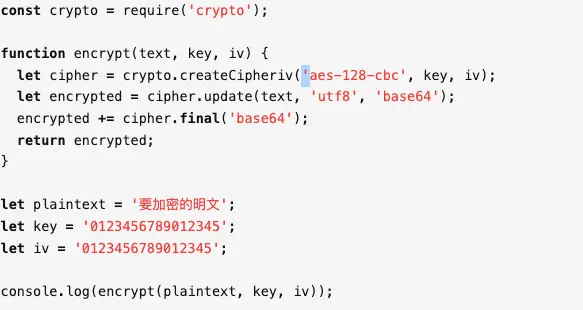 const crypto = require('crypto');

function encrypt(text, key, iv) {
  let cipher = crypto.createCipheriv('aes-128-cbc', key, iv);
  let encrypted = cipher.update(text, 'utf8', 'base64');
  encrypted += cipher.final('base64');
  return encrypted;
}

let plaintext = '要加密的明文';
let key = '0123456789012345';
let iv = '0123456789012345';

console.log(encrypt(plaintext, key, iv));